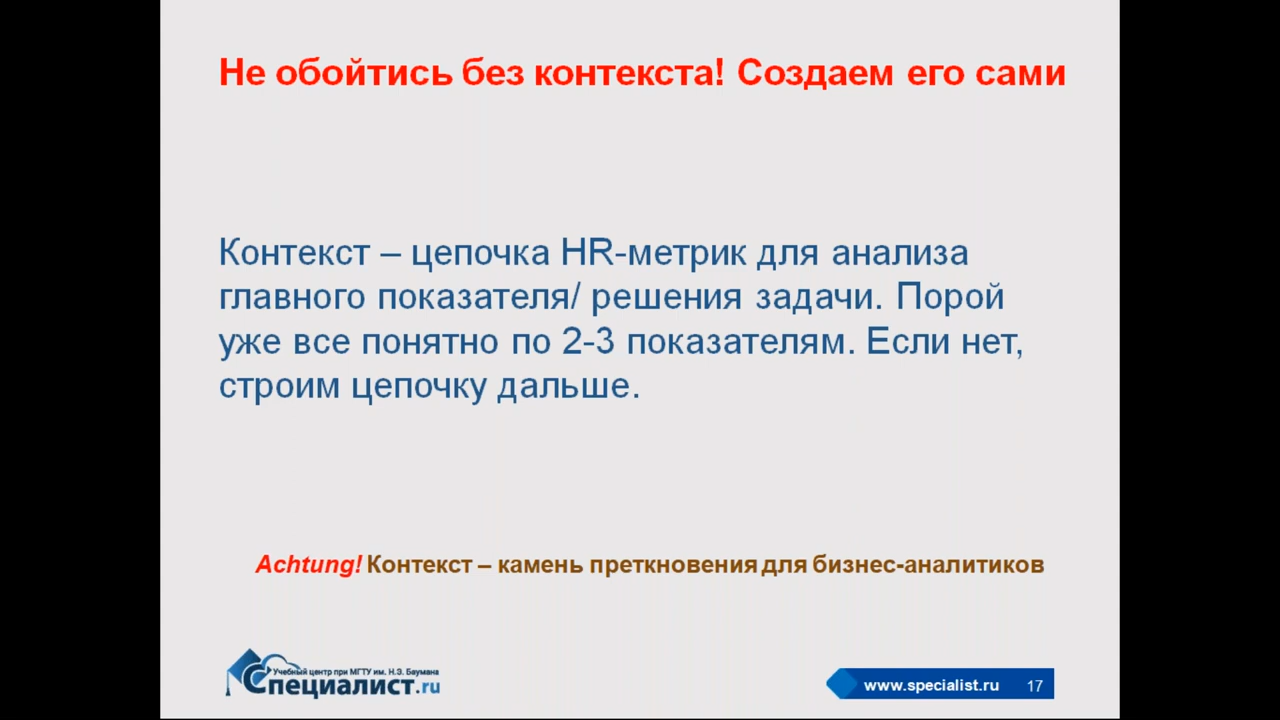 Не обойтись без контекста! Создаем его сами
Контекст – цепочка HR-метрик для анализа
главного показателя/ решения задачи. Порой
уже все понятно по 2-3 показателям. Если нет,
строим цепочку дальше.
Achtung! Контекст – камень преткновения для бизнес-аналитиков
Учебный центр при МГТУ им. Н.Э. Баумана
Специалист.ru
www.specialist.ru 17